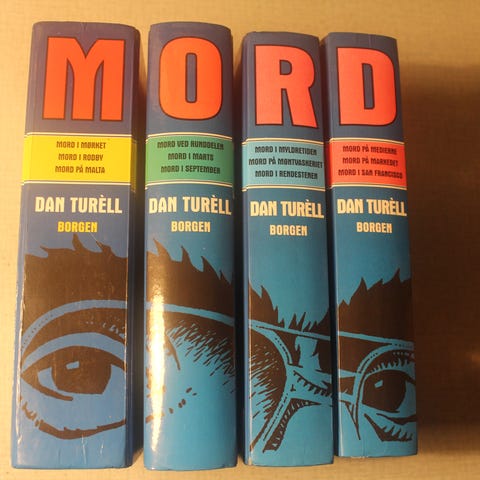 M
MORD I MØRKET
MORD I RODBY
MORD PÅ MALTA
DAN TURÈLL
BORGEN
O
MORD VED RUNDDELEN
MORD I MARTS
MORD I SEPTEMBER
DAN TURÈLL
BORGEN
R
MORD I MYLDRETIDEN
MORD PÅ MØNTVASKERIET
MORD I RENDESTENEN
DAN TURÈLL
BORGEN
D
MORD PÅ MEDIERNE
MORD PÅ MARKEDET
MORD I SAN FRANCISCO
DAN TURÈLL
BORGEN